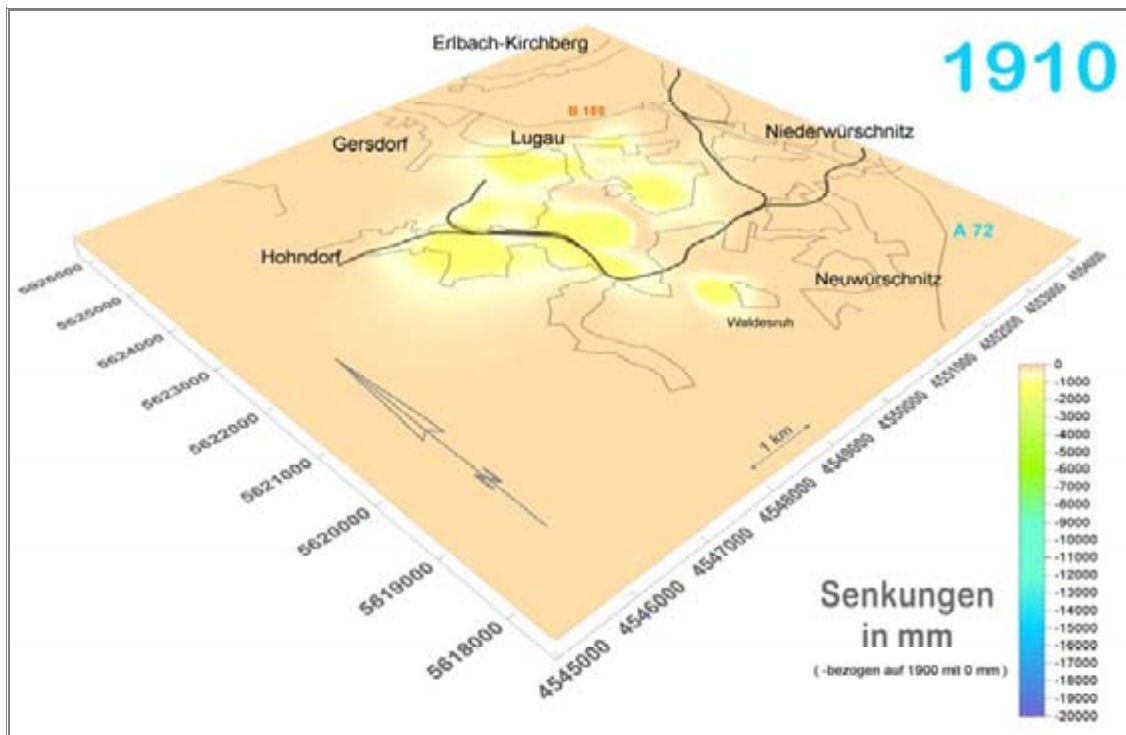 1910
Erlbach-Kirchberg
B 180
Niederwürschnitz
Lugau
Gersdorf
A 72
Hohndorf
Neuwürschnitz
Waldesruh
5626000
5625000
5624000
5623000
5622000
5621000
5620000
5619000
5618000
N
1 km
4554000
4553000
4552000
4551000
4550000
4549000
4548000
4547000
4546000
4545000
Senkungen
in mm
( -bezogen auf 1900 mit 0 mm )
0
-1000
-2000
-3000
-4000
-5000
-6000
-7000
-8000
-9000
-10000
-11000
-12000
-13000
-14000
-15000
-16000
-17000
-18000
-19000
-20000